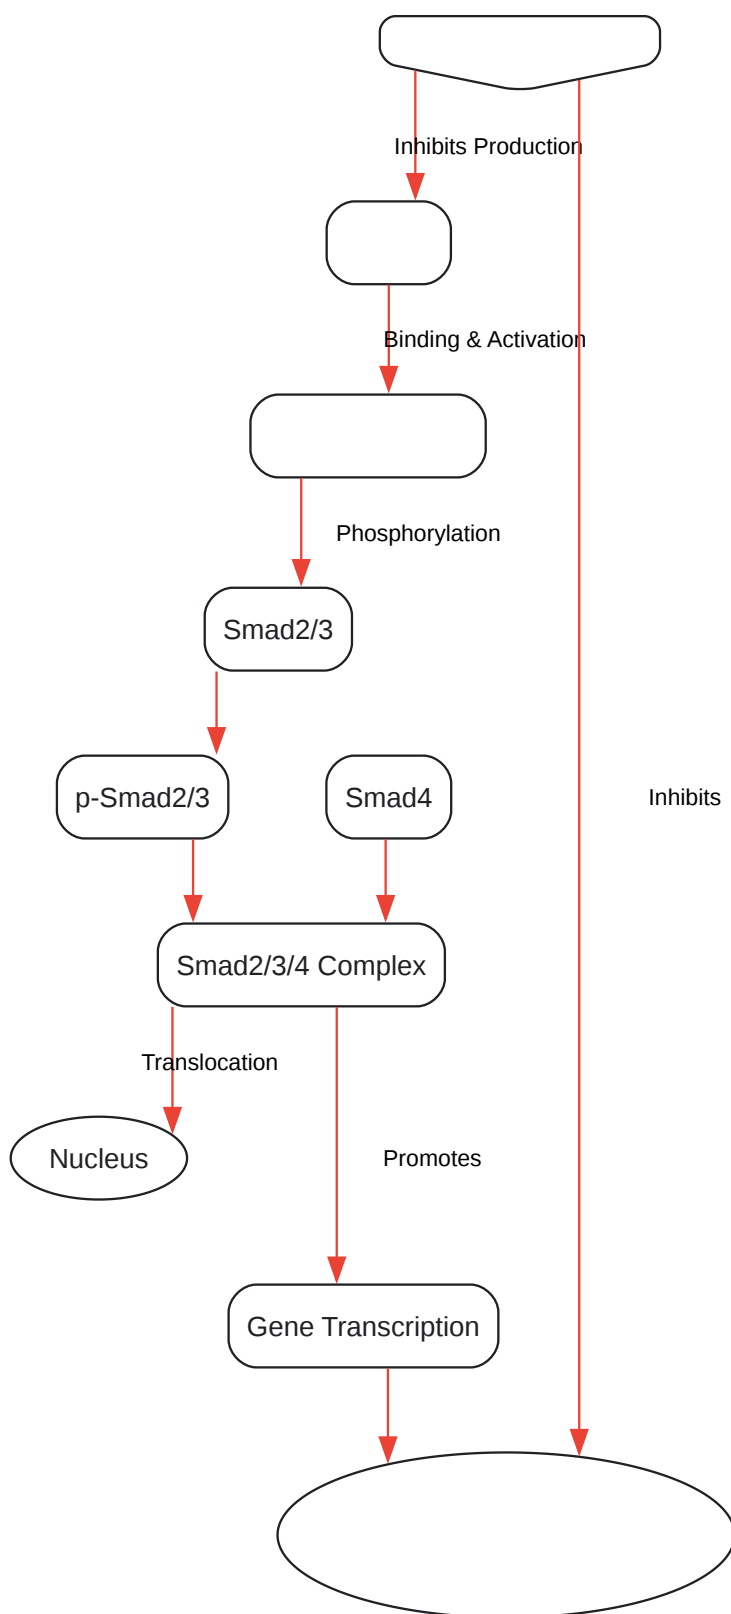 Inhibits Production
Binding & Activation
Phosphorylation
Smad2/3
p-Smad2/3
Smad4
Inhibits
Smad2/3/4 Complex
Translocation
Nucleus
Promotes
Gene Transcription